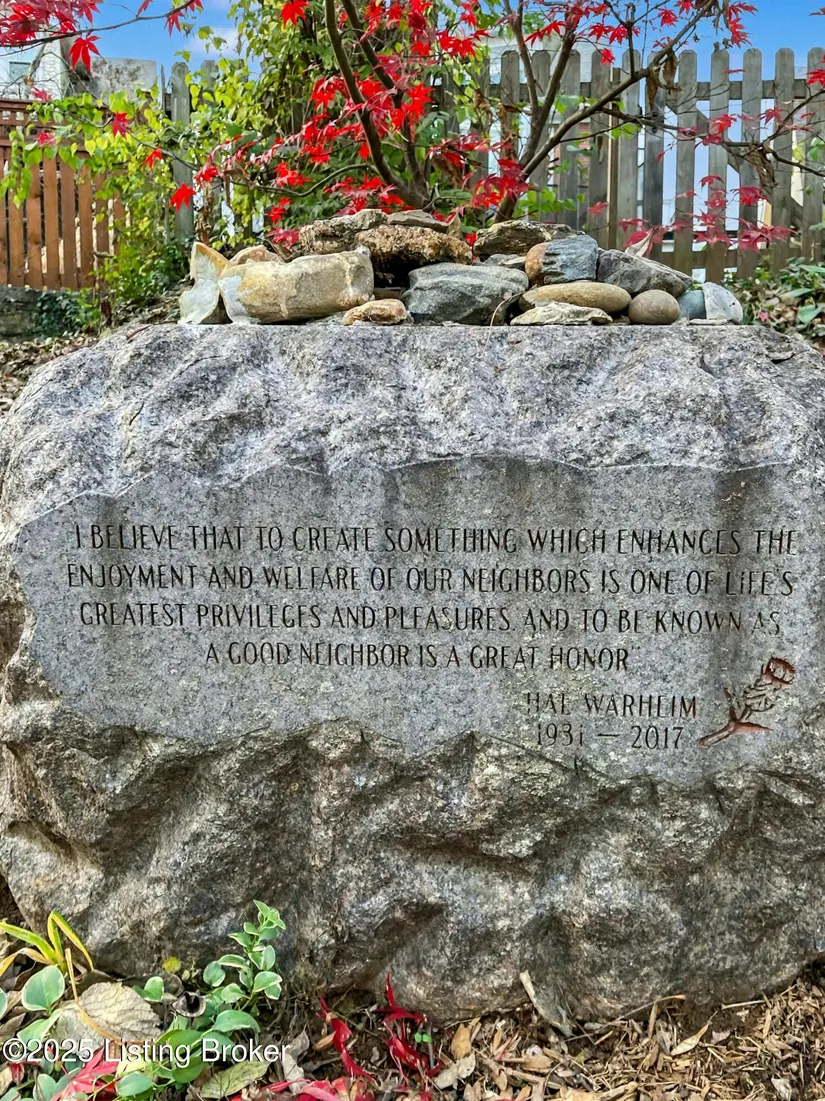 I BELIEVE THAT TO CREATE SOMETHING WHICH ENHANCES THE
ENJOYMENT AND WELFARE OF OUR NEIGHBORS IS ONE OF LIFE'S
GREATEST PRIVILEGES AND PLEASURES. AND TO BE KNOWN AS
A GOOD NEIGHBOR IS A GREAT HONOR"
HAL WARHEIM
1931 — 2017
©2025 Listing Broker